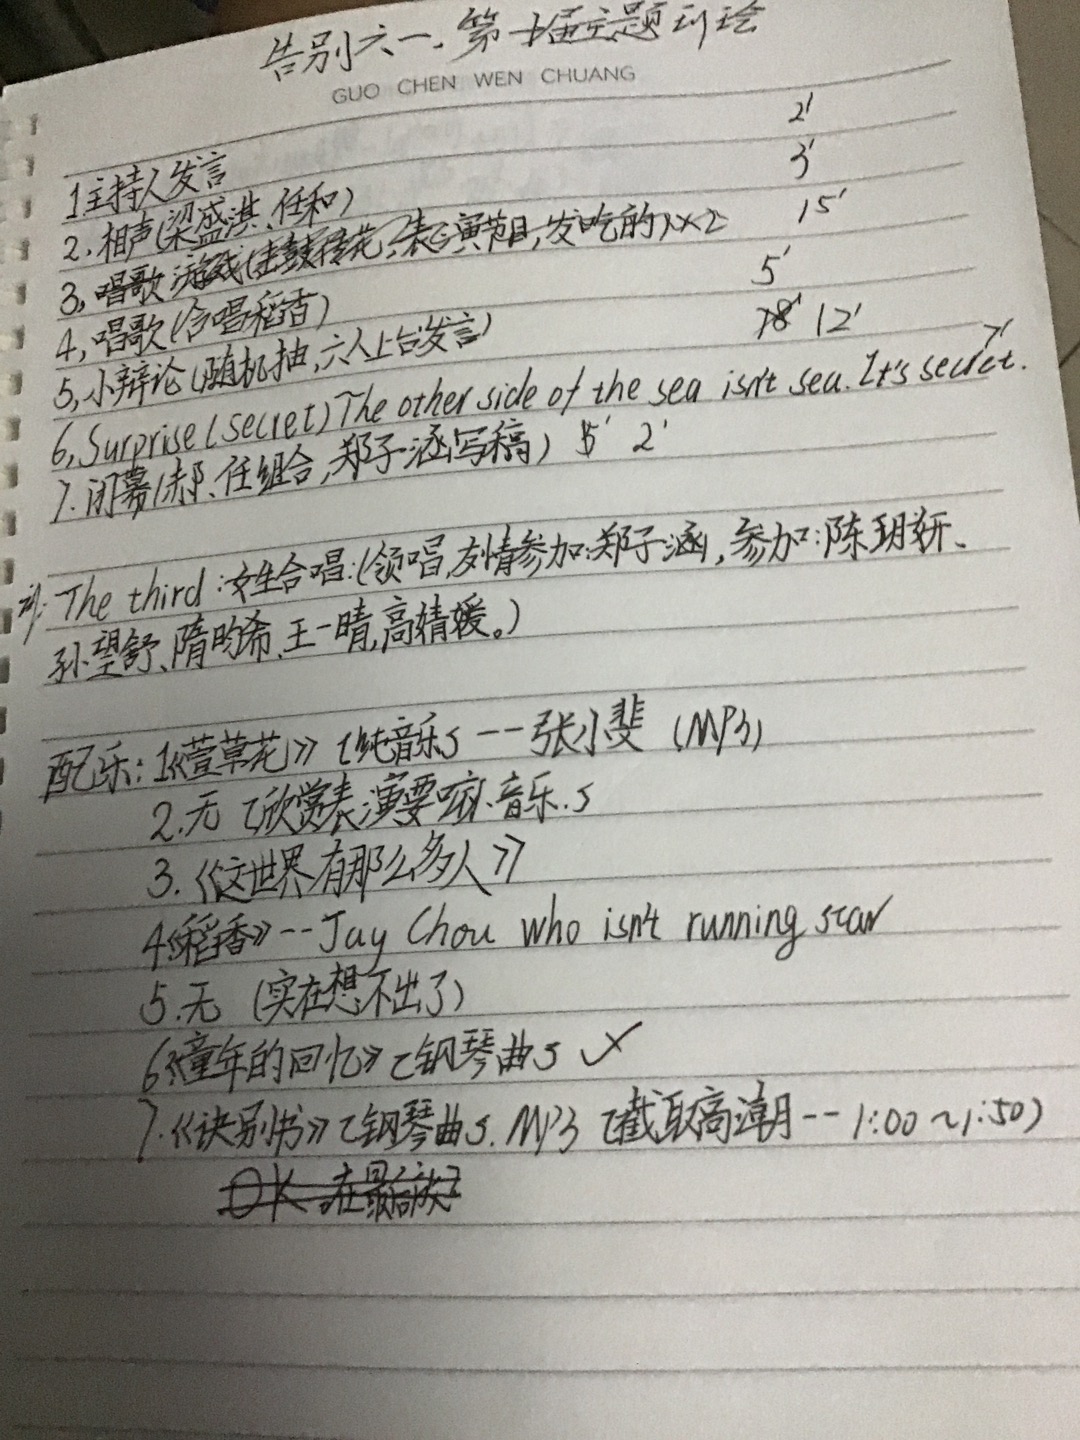 告别六一.第十届主题讨论
GUO CHEN WEN CHUANG
1主持人发言 2'
2.相声(梁盛淇、任和) 3'
3,唱歌 游戏(击鼓传花,表演节目,发吃的)×2 15'
4,唱歌(合唱稻香) 5'
5,小辩论(随机抽,六人上台发言) 18' 12'
6,Surprise(secret)The other side of the sea isn't sea. It's secret. 7'
7.闭幕(郝、任组合,郑子涵写稿) 5' 2'
The third:女生合唱:(领唱,友情参加:郑子涵,参加:陈玥妍、
孙望舒、隋昀希、王一晴,高婧媛。)
配乐:1《萱草花》[纯音乐]--张小斐 (MP3)
2.无 [欣赏表演要啥音乐.]
3.《这世界有那么多人》
4《稻香》--Jay Chou who isn't running star
5.无 (实在想不出了)
6《童年的回忆》[钢琴曲] ✓
7.《诀别书》[钢琴曲].MP3 [截取高潮--1:00~1:50)
OK.在最后放